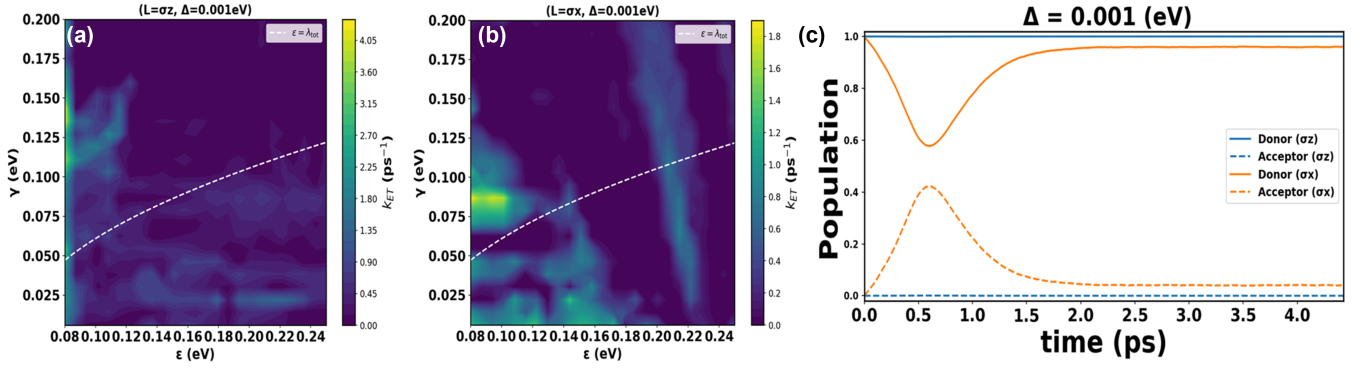 (L=σz, Δ=0.001eV)
(a)
ε = λtot
γ (eV)
0.200
0.175
0.150
0.125
0.100
0.075
0.050
0.025
0.08 0.10 0.12 0.14 0.16 0.18 0.20 0.22 0.24
ε (eV)
4.05
3.60
3.15
2.70
2.25
1.80
1.35
0.90
0.45
0.00
kET (ps⁻¹)
(L=σx, Δ=0.001eV)
(b)
ε = λtot
γ (eV)
0.200
0.175
0.150
0.125
0.100
0.075
0.050
0.025
0.08 0.10 0.12 0.14 0.16 0.18 0.20 0.22 0.24
ε (eV)
1.8
1.6
1.4
1.2
1.0
0.8
0.6
0.4
0.2
0.0
kET (ps⁻¹)
(c)
Δ = 0.001 (eV)
Population
1.0
0.8
0.6
0.4
0.2
0.0
Donor (σz)
Acceptor (σz)
Donor (σx)
Acceptor (σx)
0.0 0.5 1.0 1.5 2.0 2.5 3.0 3.5 4.0
time (ps)